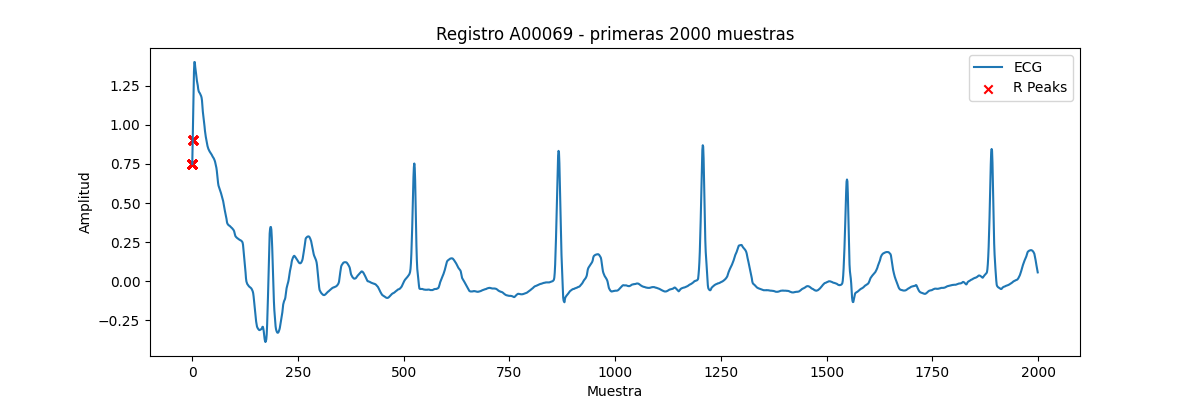 Registro A00069 - primeras 2000 muestras
ECG
R Peaks
Amplitud
1.25
1.00
0.75
0.50
0.25
0.00
−0.25
0 250 500 750 1000 1250 1500 1750 2000
Muestra